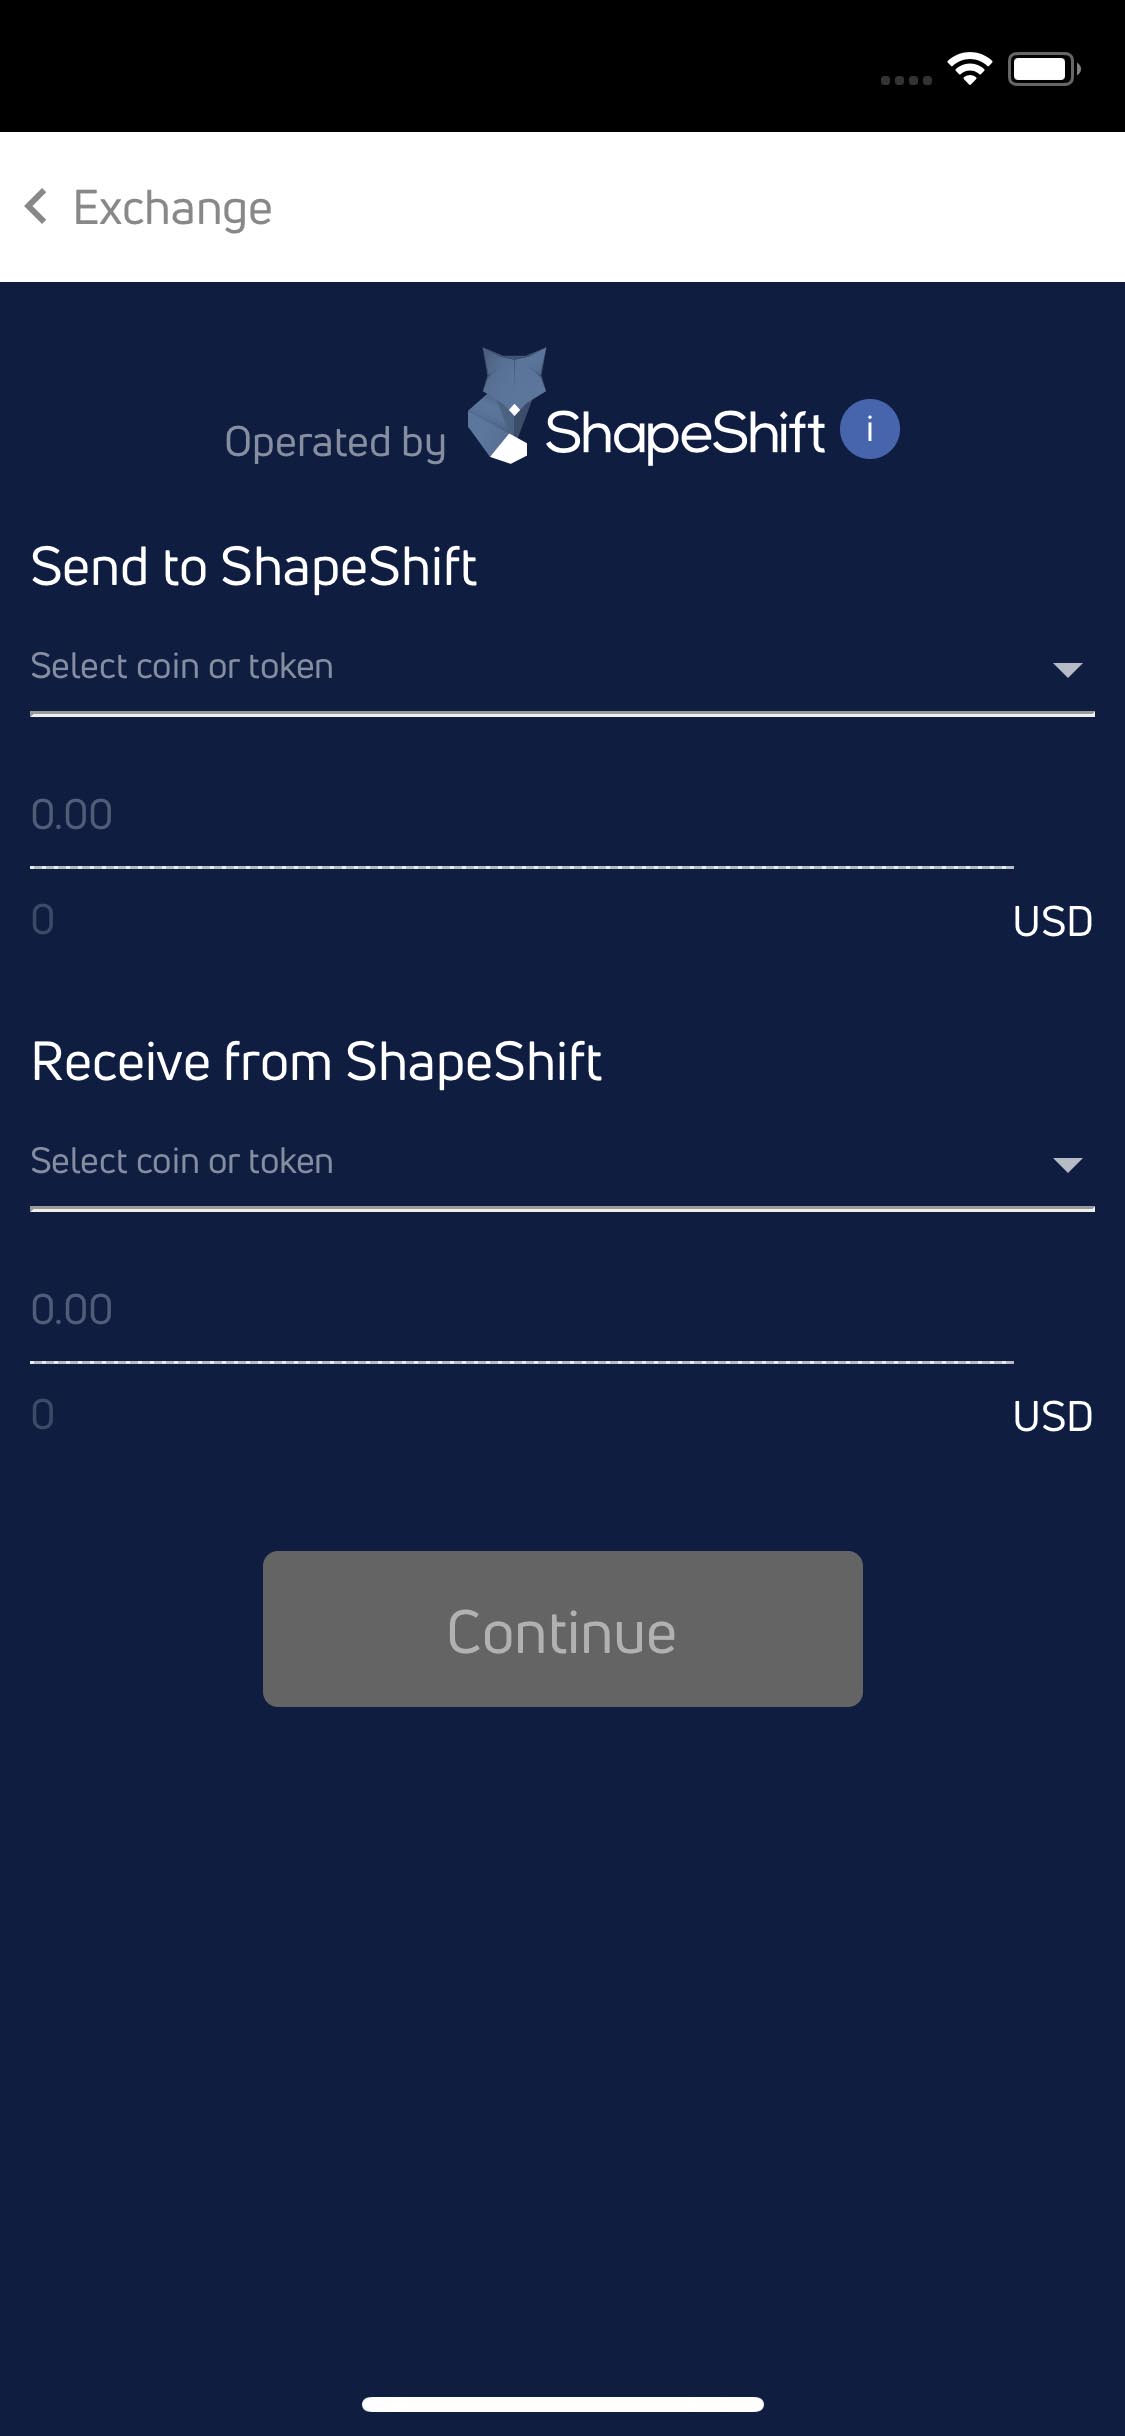 Exchange
Operated by ShapeShift i
Send to ShapeShift
Select coin or token
0.00
0 USD
Receive from ShapeShift
Select coin or token
0.00
0 USD
Continue